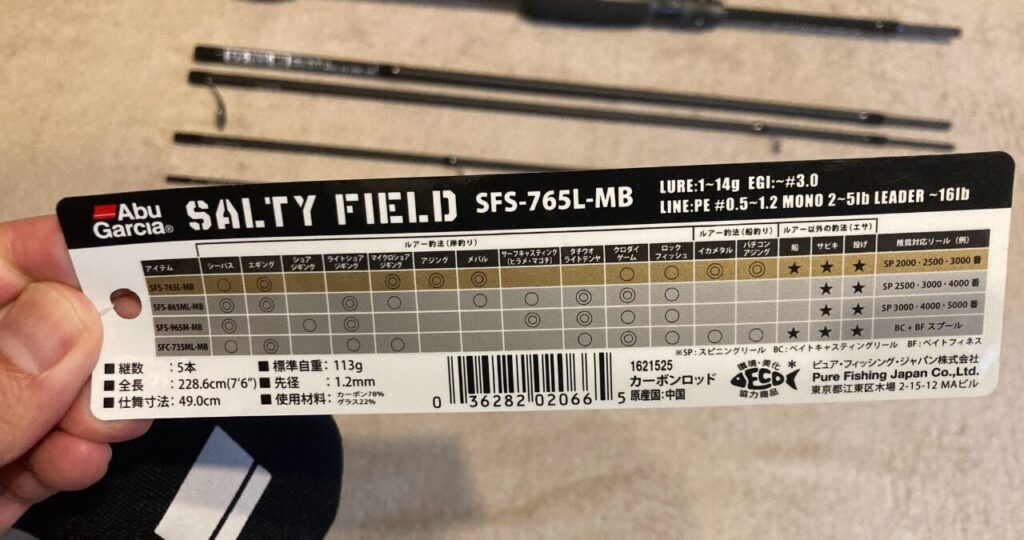 Abu
Garcia®
SALTY FIELD SFS-765L-MB
LURE:1~14g EGI:~#3.0
LINE:PE #0.5~1.2 MONO 2~5lb LEADER ~16lb
ルアー釣法(岸釣り) ルアー釣法(船釣り) ルアー以外の釣法(エサ)
アイテム シーバス エギング ショアジギング ライトショアジギング マイクロショアジギング アジング メバル サーフキャスティング(ヒラメ・マゴチ) タチウオライトテンヤ クロダイゲーム ロックフィッシュ イカメタル バチコンアジング 船 サビキ 投げ 推奨対応リール(例)
SFS-765L-MB ○ ◎ ◎ ◎ ◎ ○ ○ ◎ ◎ ★ ★ ★ SP 2000・2500・3000 番
SFS-865ML-MB ◎ ◎ ◎ ○ ○ ○ ◎ ◎ ○ ★ ★ SP 2500・3000・4000 番
SFS-965M-MB ◎ ○ ◎ ◎ ◎ ○ ○ ★ ★ SP 3000・4000・5000 番
SFC-735ML-MB ○ ◎ ○ ○ ◎ ○ ◎ ○ ○ ★ ★ ★ BC + BF スプール
※SP:スピニングリール BC:ベイトキャスティングリール BF:ベイトフィネス
■ 継数 :5本
■ 全長 :228.6cm(7'6")
■ 仕舞寸法:49.0cm
■ 標準自重:113g
■ 先径 :1.2mm
■ 使用材料:カーボン78%
グラス22%
0 36282 02066 5
1621525
カーボンロッド
原産国:中国
環境・美化
ECO
協力商品
ピュア・フィッシング・ジャパン株式会社
Pure Fishing Japan Co.,Ltd.
東京都江東区木場 2-15-12 MAビル